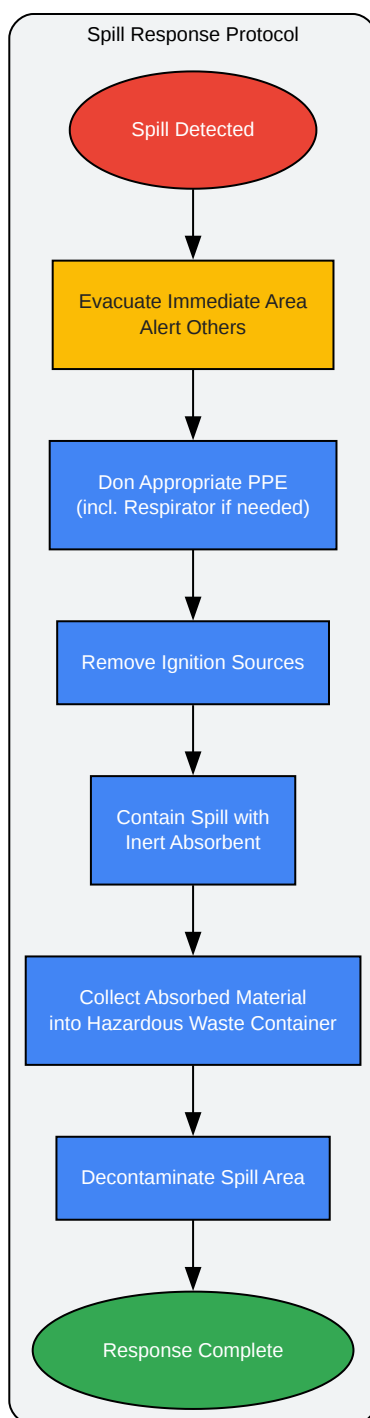 Spill Response Protocol
Spill Detected
Evacuate Immediate Area
Alert Others
Don Appropriate PPE
(incl. Respirator if needed)
Remove Ignition Sources
Contain Spill with
Inert Absorbent
Collect Absorbed Material
into Hazardous Waste Container
Decontaminate Spill Area
Response Complete